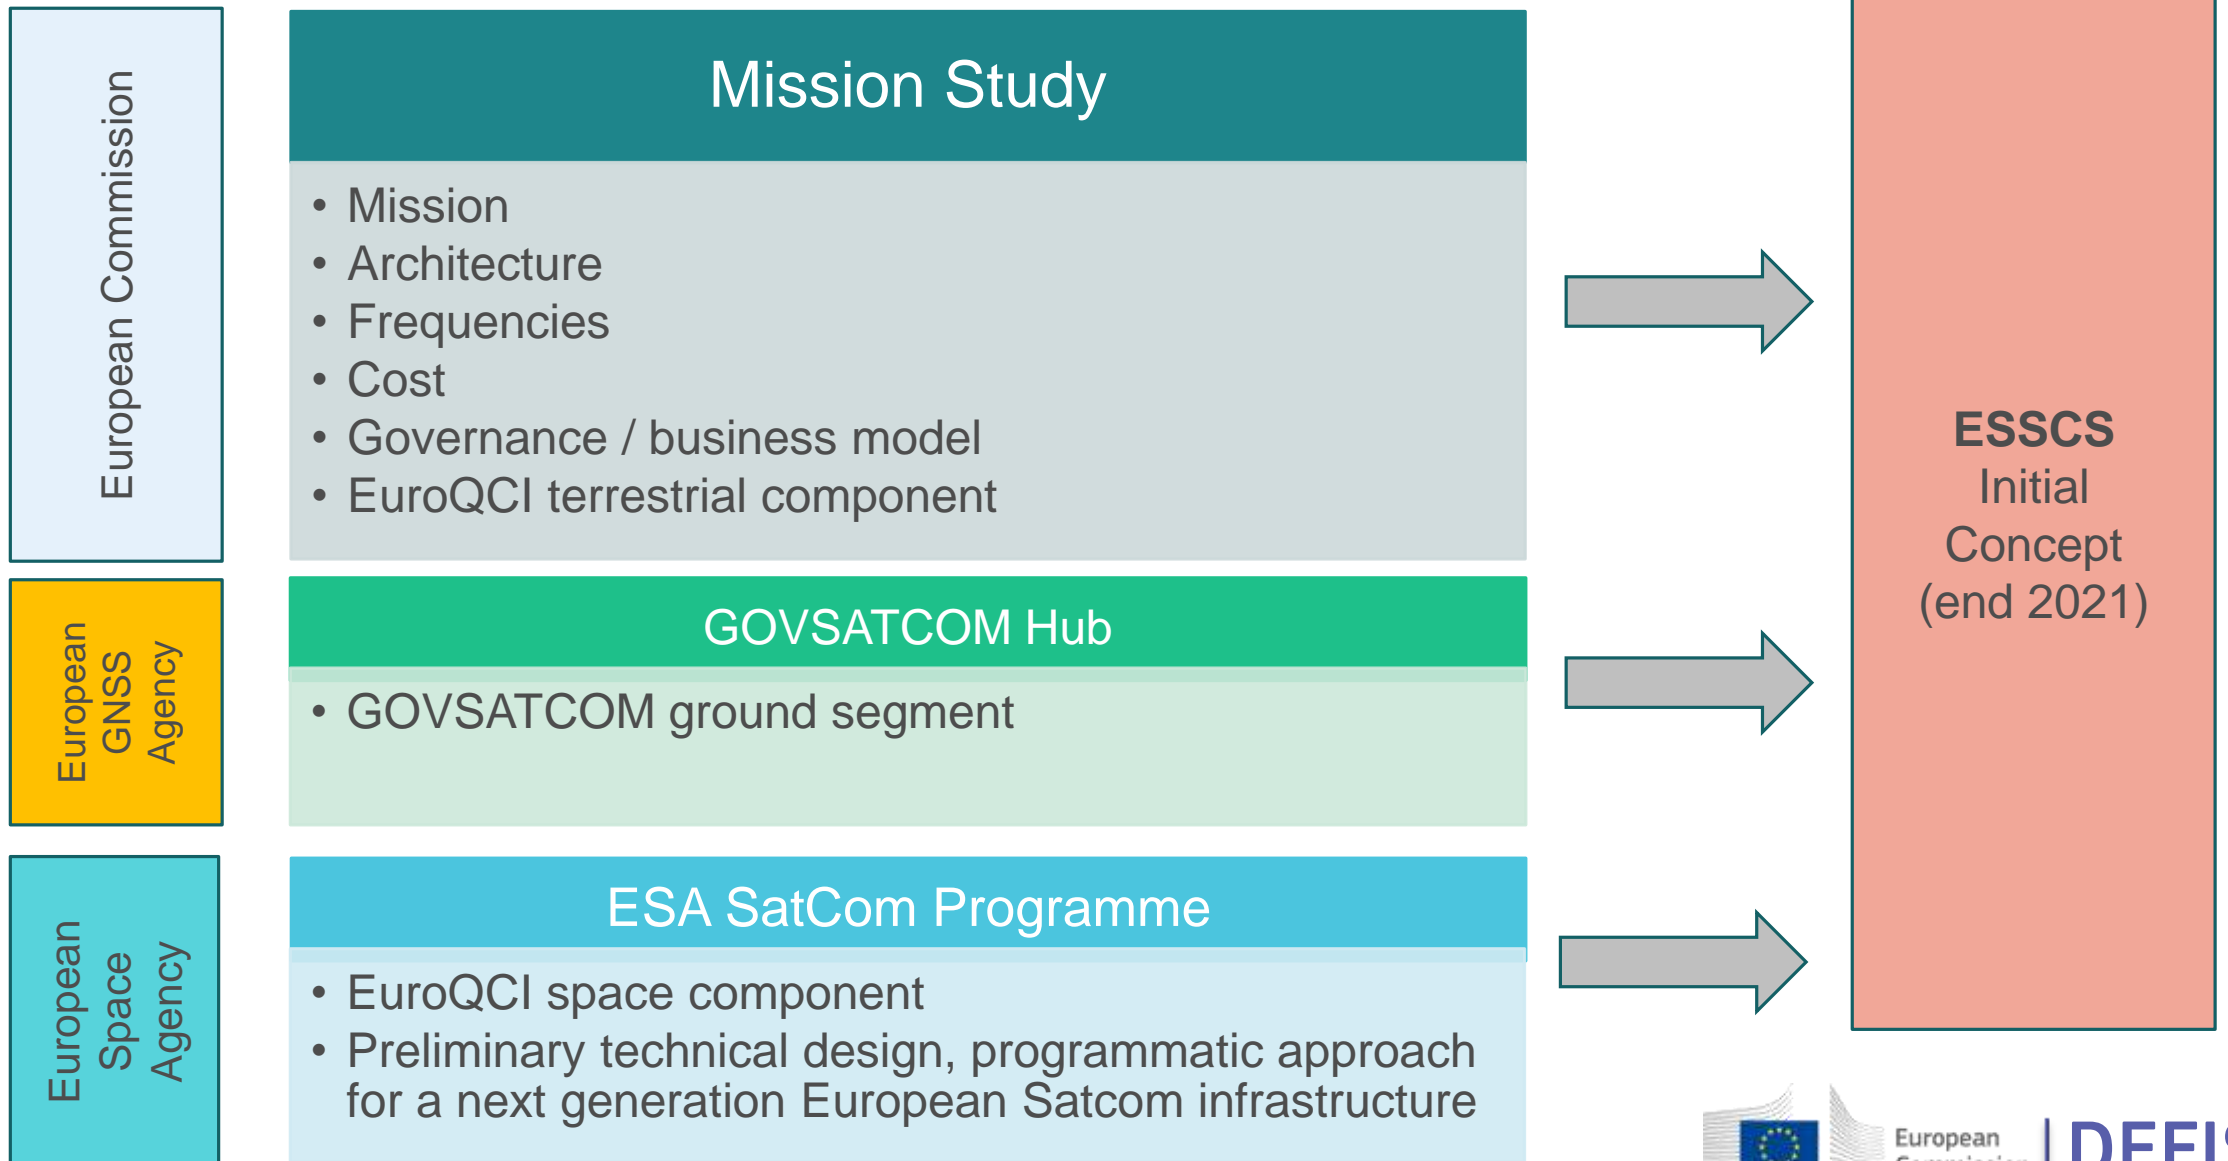 European Commission
Mission Study
• Mission
• Architecture
• Frequencies
• Cost
• Governance / business model
• EuroQCI terrestrial component
European
GNSS
Agency
GOVSATCOM Hub
• GOVSATCOM ground segment
European
Space
Agency
ESA SatCom Programme
• EuroQCI space component
• Preliminary technical design, programmatic approach
for a next generation European Satcom infrastructure
ESSCS
Initial
Concept
(end 2021)
European